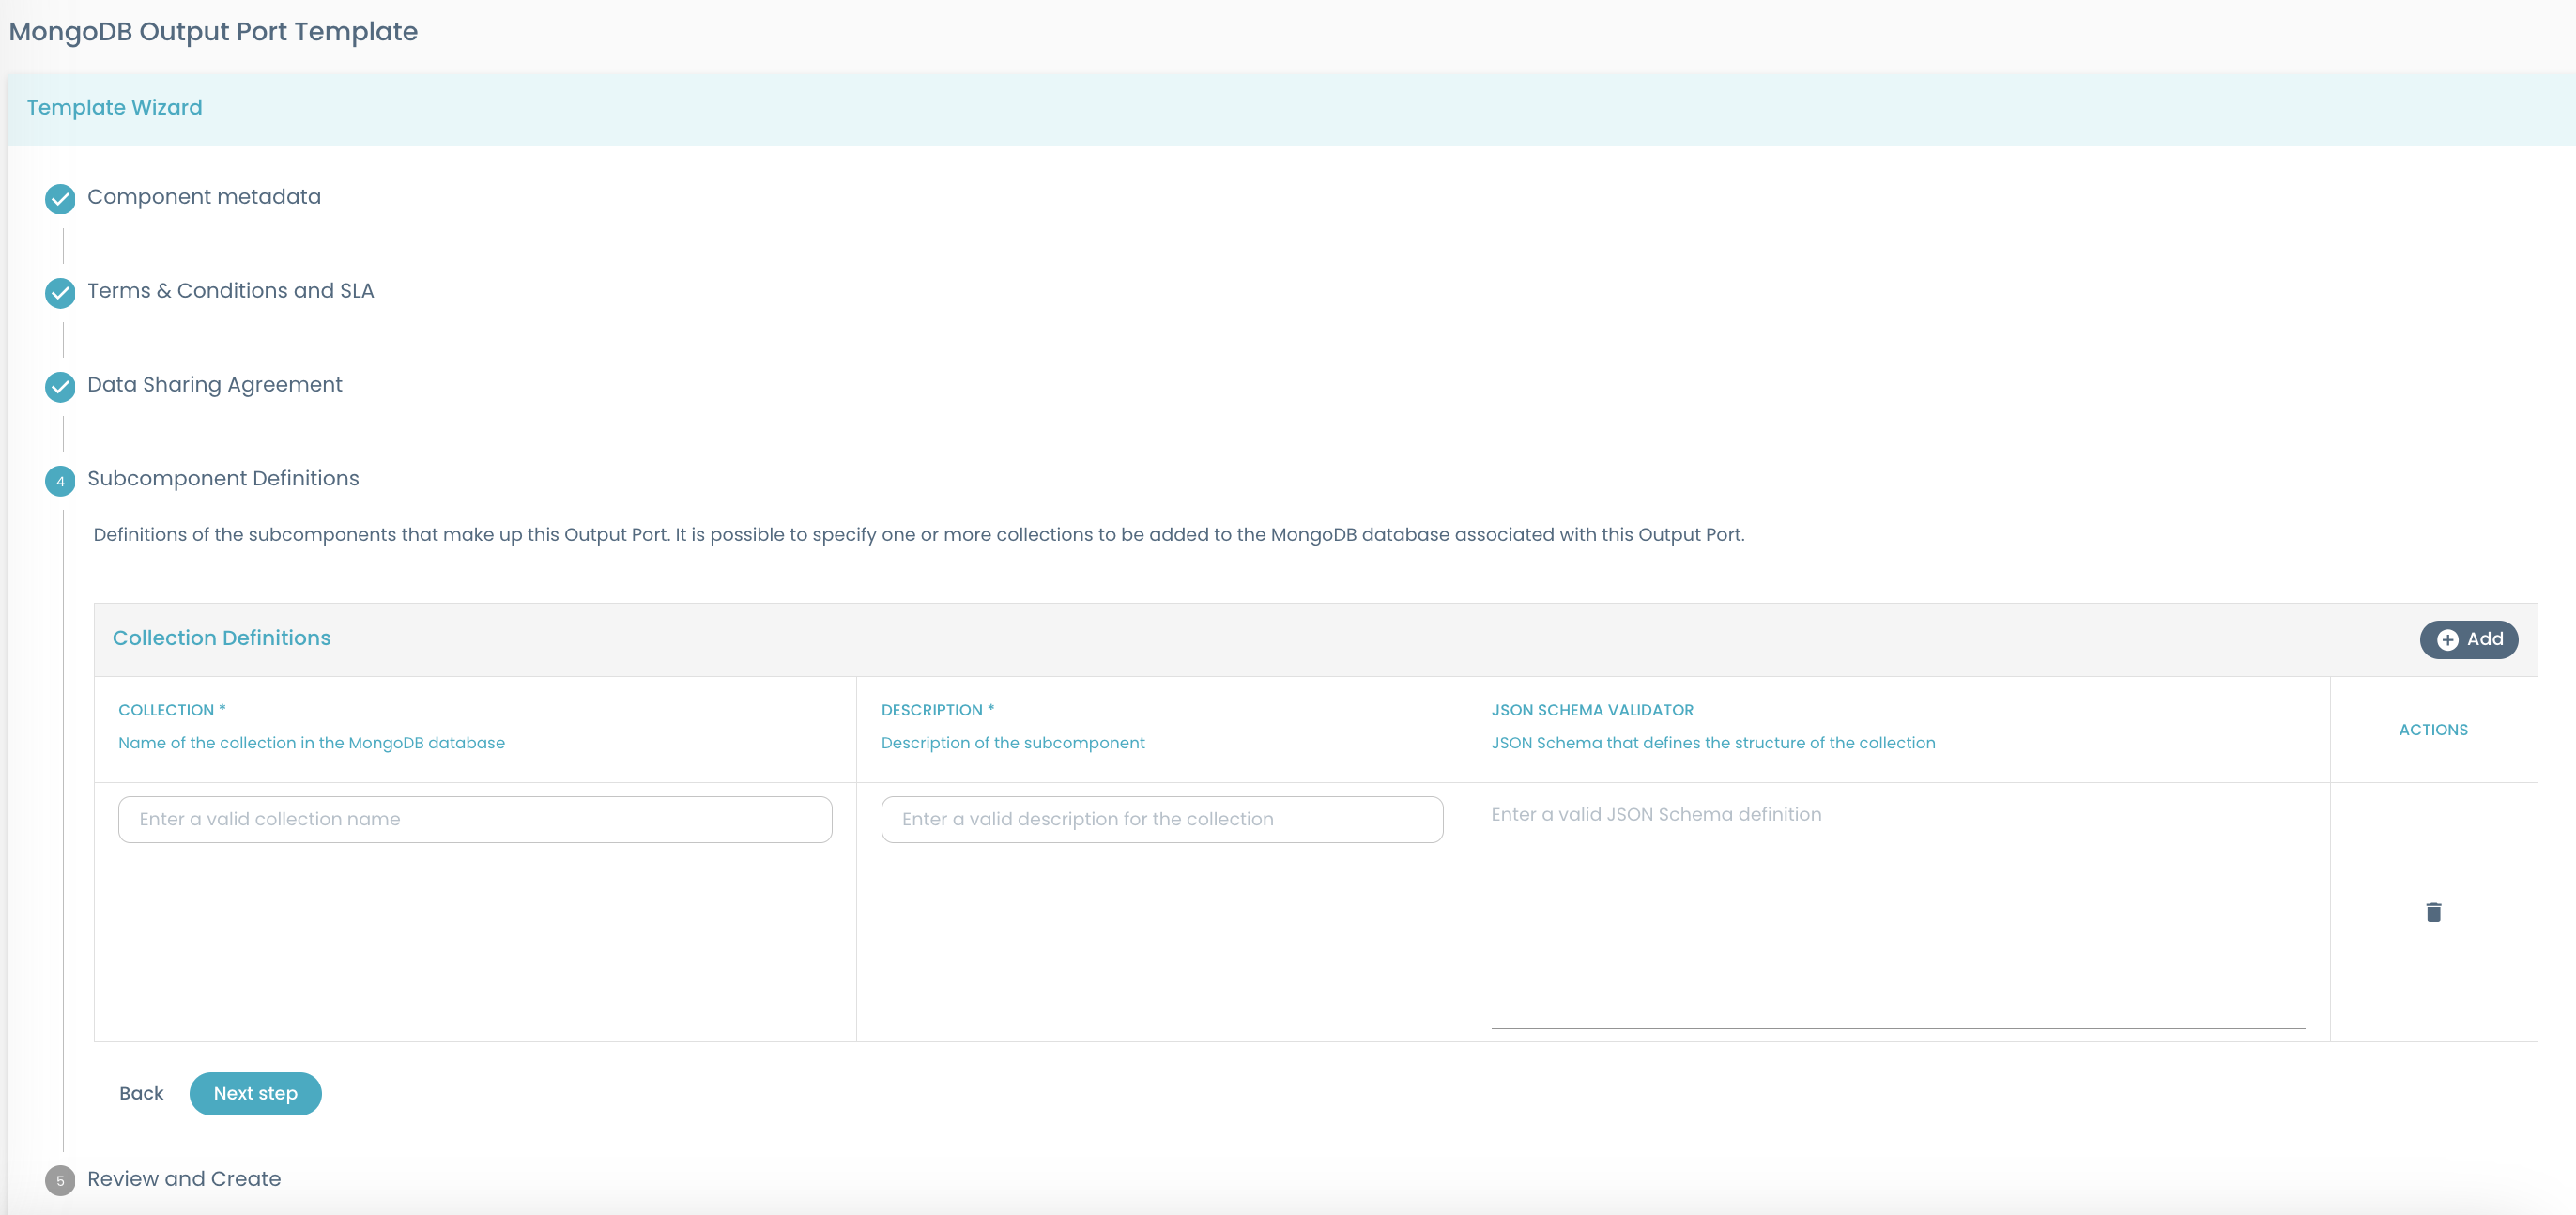 MongoDB Output Port Template
Template Wizard
Component metadata
Terms & Conditions and SLA
Data Sharing Agreement
4 Subcomponent Definitions
Definitions of the subcomponents that make up this Output Port. It is possible to specify one or more collections to be added to the MongoDB database associated with this Output Port.
Collection Definitions
Add
COLLECTION *
Name of the collection in the MongoDB database
DESCRIPTION *
Description of the subcomponent
JSON SCHEMA VALIDATOR
JSON Schema that defines the structure of the collection
ACTIONS
Enter a valid collection name
Enter a valid description for the collection
Enter a valid JSON Schema definition
Back
Next step
5 Review and Create